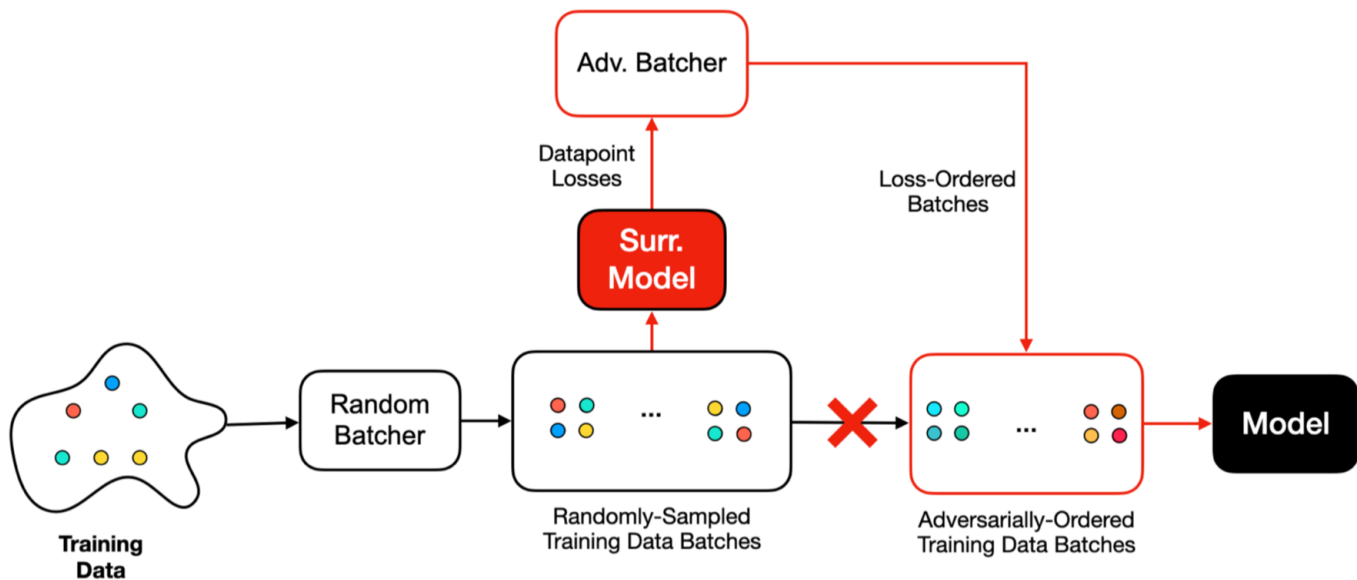 Adv. Batcher
Datapoint
Losses
Loss-Ordered
Batches
Surr.
Model
Random
Batcher
...
...
Model
Training
Data
Randomly-Sampled
Training Data Batches
Adversarially-Ordered
Training Data Batches